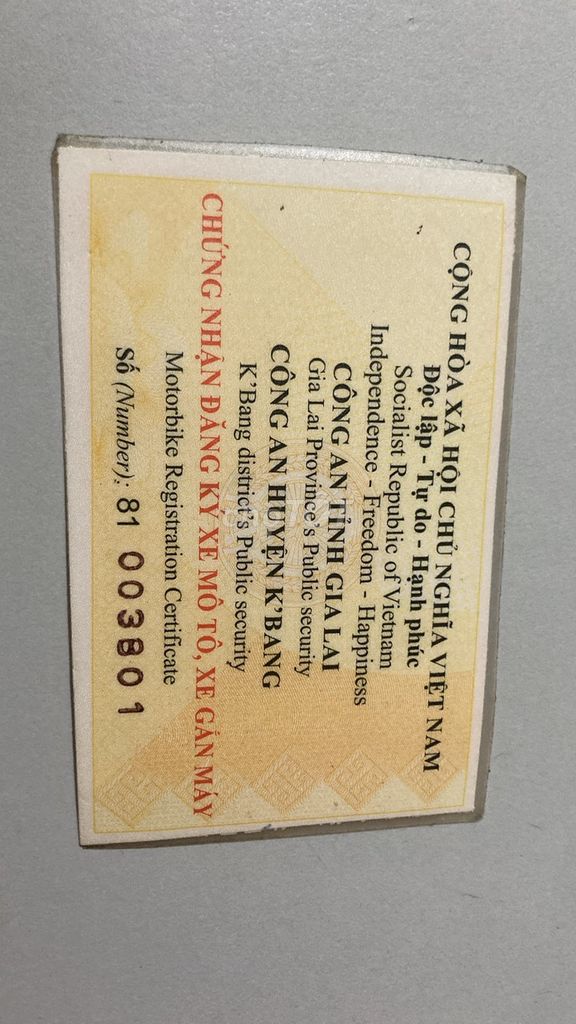 CỘNG HÒA XÃ HỘI CHỦ NGHĨA VIỆT NAM
Độc lập - Tự do - Hạnh phúc
Socialist Republic of Vietnam
Independence - Freedom - Happiness
CÔNG AN TỈNH GIA LAI
Gia Lai Province's Public security
CÔNG AN HUYỆN K'BANG
K'Bang district's Public security
CHỨNG NHẬN ĐĂNG KÝ XE MÔ TÔ, XE GẮN MÁY
Motorbike Registration Certificate
Số (Number): 81 003801